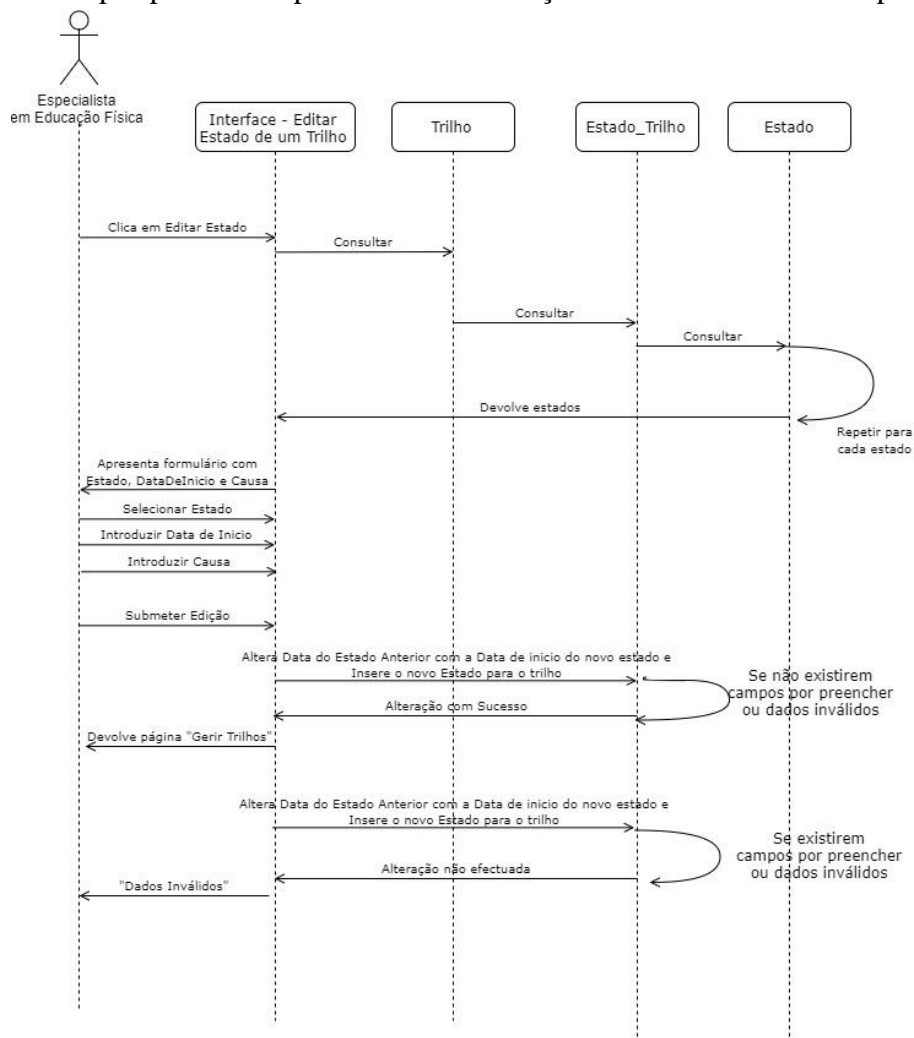 Especialista
em Educação Física
Interface - Editar
Estado de um Trilho
Trilho
Estado_Trilho
Estado
Clica em Editar Estado
Consultar
Consultar
Consultar
Devolve estados
Repetir para
cada estado
Apresenta formulário com
Estado, DataDeInicio e Causa
Selecionar Estado
Introduzir Data de Inicio
Introduzir Causa
Submeter Edição
Altera Data do Estado Anterior com a Data de inicio do novo estado e
Insere o novo Estado para o trilho
Se não existirem
campos por preencher
ou dados inválidos
Alteração com Sucesso
Devolve página "Gerir Trilhos"
Altera Data do Estado Anterior com a Data de inicio do novo estado e
Insere o novo Estado para o trilho
Se existirem
campos por preencher
ou dados inválidos
Alteração não efectuada
"Dados Inválidos"